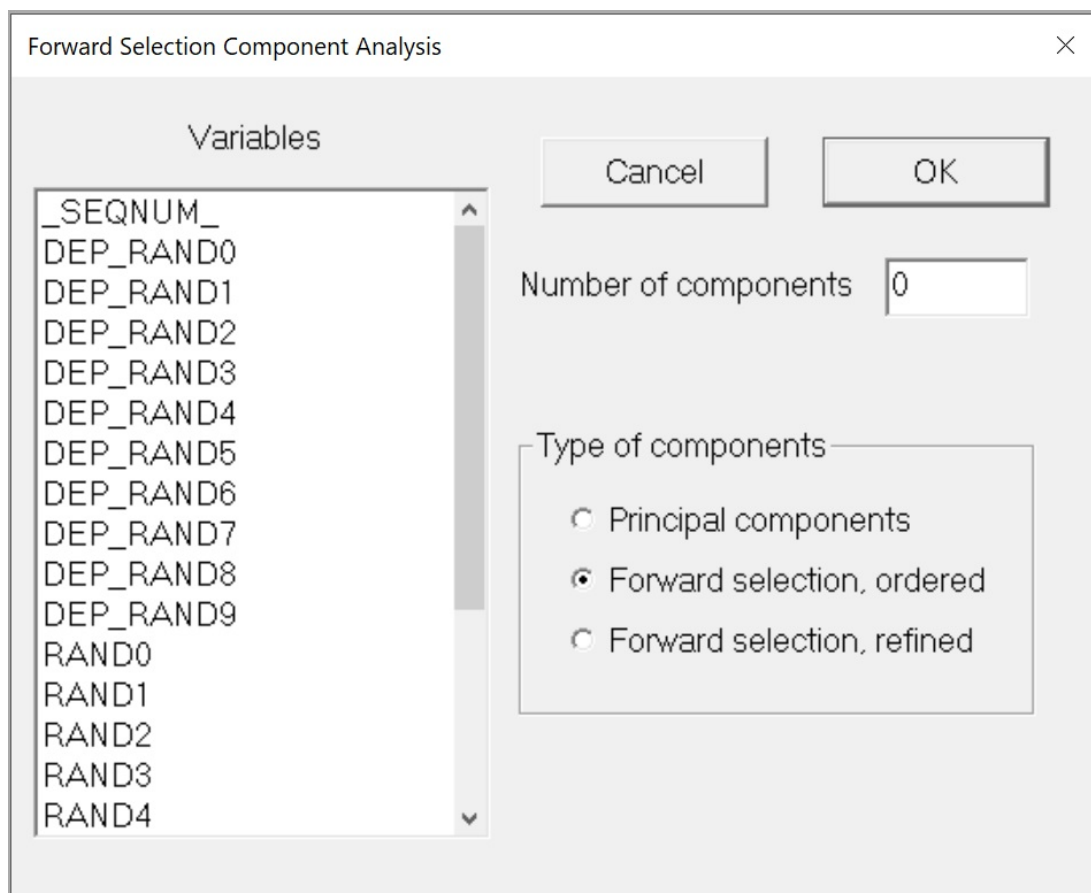 Forward Selection Component Analysis
Variables
_SEQNUM_
DEP_RAND0
DEP_RAND1
DEP_RAND2
DEP_RAND3
DEP_RAND4
DEP_RAND5
DEP_RAND6
DEP_RAND7
DEP_RAND8
DEP_RAND9
RAND0
RAND1
RAND2
RAND3
RAND4
Cancel
OK
Number of components 0
Type of components
Principal components
Forward selection, ordered
Forward selection, refined